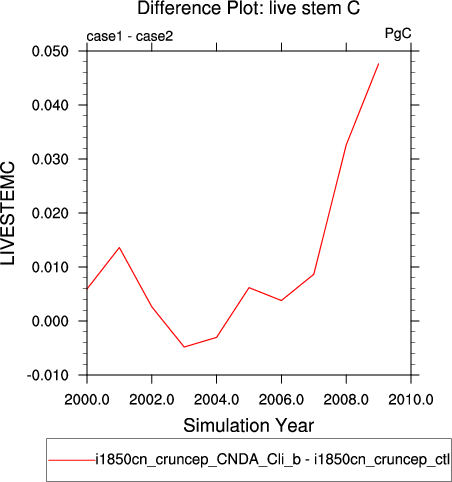 Difference Plot: live stem C
case1 - case2 PgC
0.050
0.040
0.030
0.020
0.010
0.000
-0.010
LIVESTEMC
2000.0 2002.0 2004.0 2006.0 2008.0 2010.0
Simulation Year
i1850cn_cruncep_CNDA_Cli_b - i1850cn_cruncep_ctl